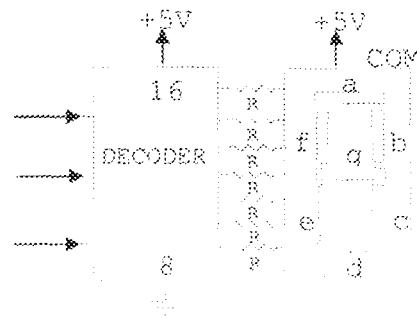 +5V +5V
COM
16 a
R
R f g b
DECODER R
R
R
R e c
8 R d